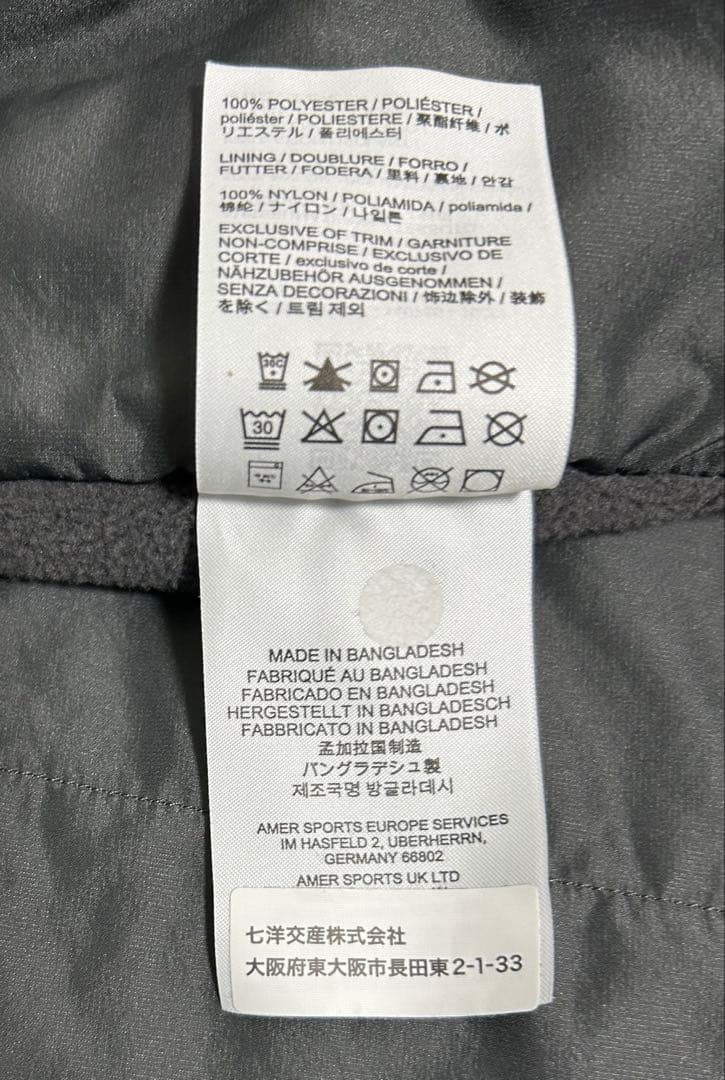 100% POLYESTER / POLIÉSTER /
poliéster / POLIESTERE / 聚酯纤维 / ポ
リエステル / 폴리에스터
LINING / DOUBLURE / FORRO /
FUTTER / FODERA / 里料 / 裏地 / 안감
100% NYLON / POLIAMIDA / poliamida /
锦纶 / ナイロン / 나일론
EXCLUSIVE OF TRIM / GARNITURE
NON-COMPRISE / EXCLUSIVO DE
CORTE / exclusivo de corte /
NÄHZUBEHÖR AUSGENOMMEN /
SENZA DECORAZIONI / 饰边除外 / 装飾
を除く / 트림 제외
30C
30
MADE IN BANGLADESH
FABRIQUÉ AU BANGLADESH
FABRICADO EN BANGLADESH
HERGESTELLT IN BANGLADESCH
FABBRICATO IN BANGLADESH
孟加拉国制造
バングラデシュ製
제조국명 방글라데시
AMER SPORTS EUROPE SERVICES
IM HASFELD 2, UBERHERRN,
GERMANY 66802
AMER SPORTS UK LTD
七洋交産株式会社
大阪府東大阪市長田東2-1-33